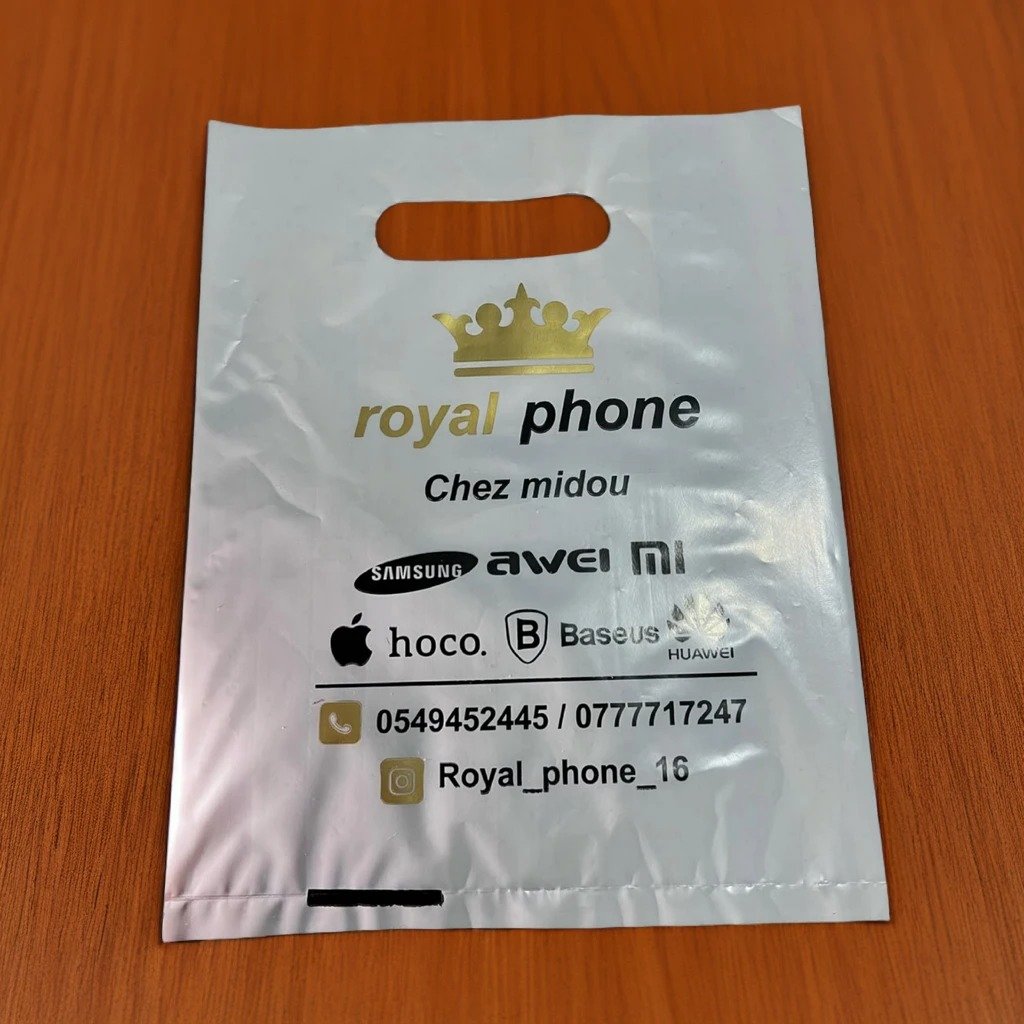 royal phone
Chez midou
SAMSUNG awei MI
hoco. B Baseus HUAWEI
0549452445 / 0777717247
Royal_phone_16